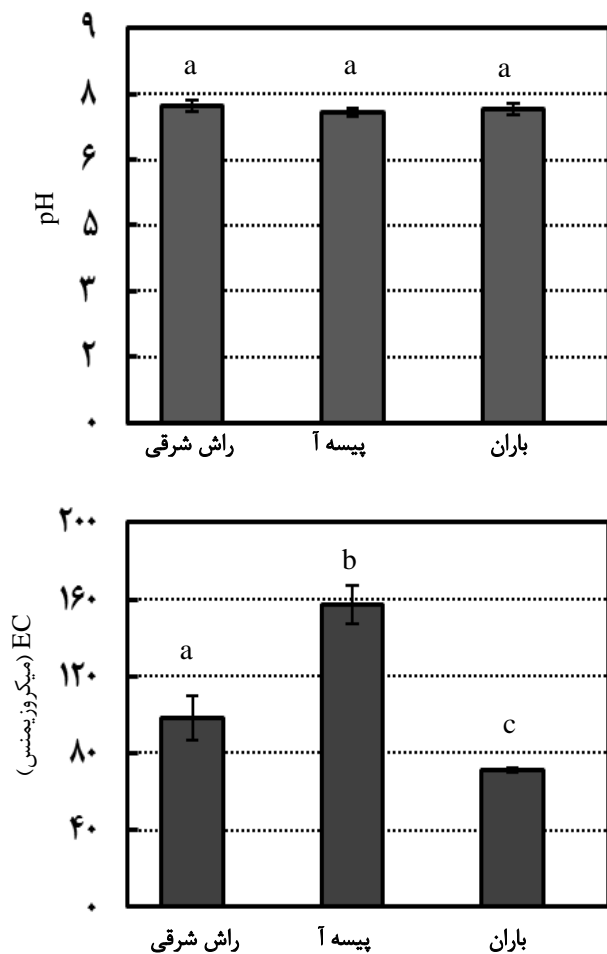 ۹
a a a
۸
۶
pH
۵
۳
۲
۰
راش شرقی پیسه آ باران
۲۰۰
b
۱۶۰
a
۱۲۰
EC (میکروزیمنس)
c
۸۰
۴۰
۰
راش شرقی پیسه آ باران